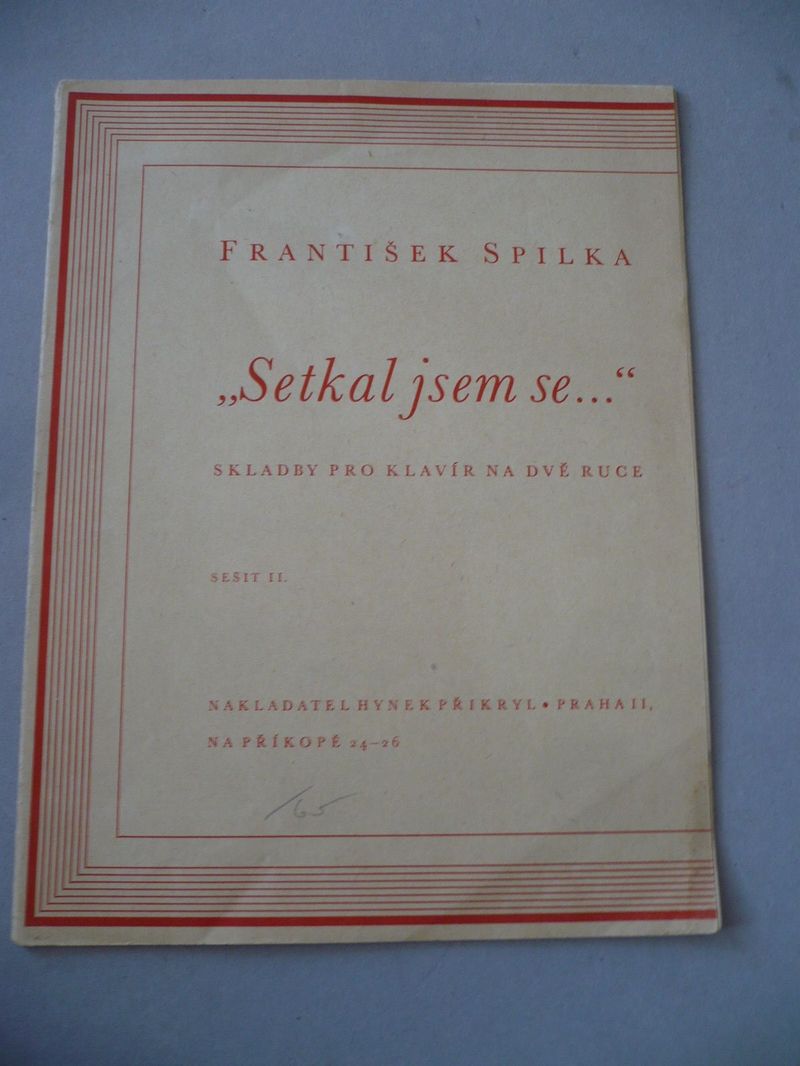 FRANTIŠEK SPILKA
„Setkal jsem se...“
SKLADBY PRO KLAVÍR NA DVĚ RUCE
SEŠIT II.
NAKLADATEL HYNEK PŘIKRYL • PRAHA II,
NA PŘÍKOPĚ 24–26
/65